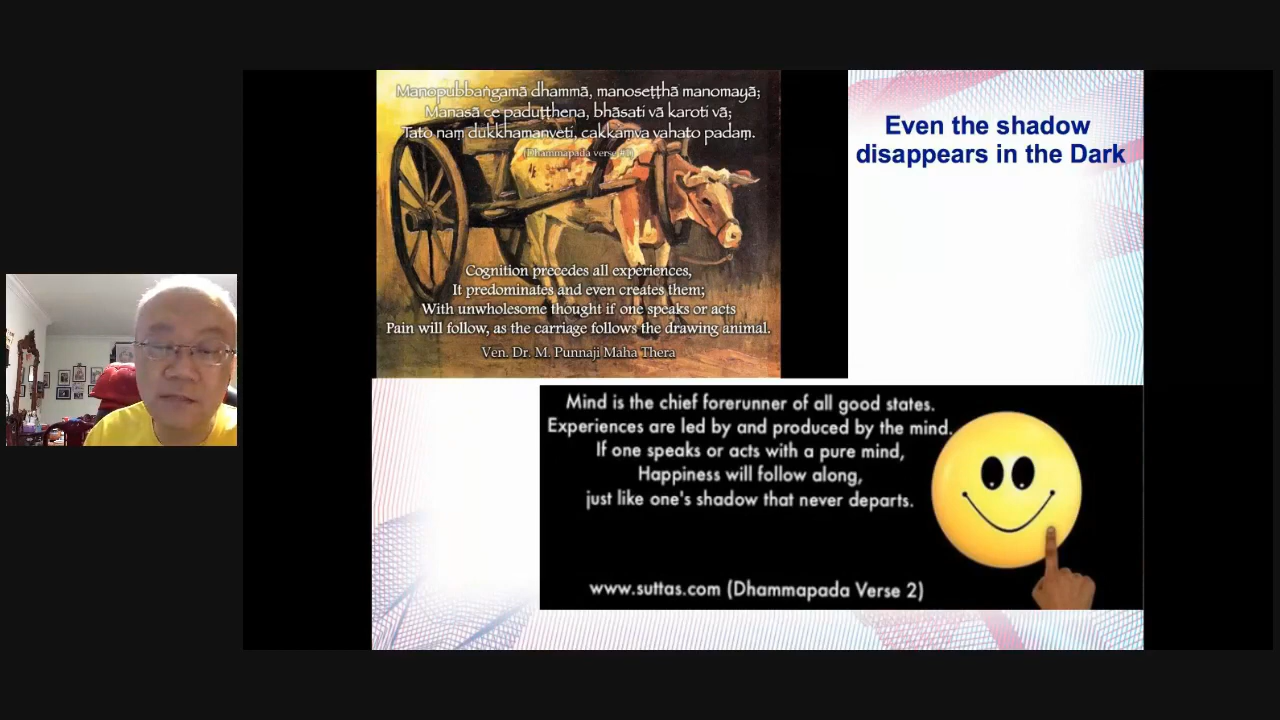 Manopubbaṅgamā dhammā, manoseṭṭhā manomayā;
Manasā ce paduṭṭhena, bhāsati vā karoti vā;
Tato naṃ dukkhamanveti, cakkaṃva vahato padaṃ.
(Dhammapada verse #1)
Cognition precedes all experiences,
It predominates and even creates them;
With unwholesome thought if one speaks or acts
Pain will follow, as the carriage follows the drawing animal.
Ven. Dr. M. Punnaji Maha Thera
Even the shadow
disappears in the Dark
Mind is the chief forerunner of all good states.
Experiences are led by and produced by the mind.
If one speaks or acts with a pure mind,
Happiness will follow along,
just like one's shadow that never departs.
www.suttas.com (Dhammapada Verse 2)